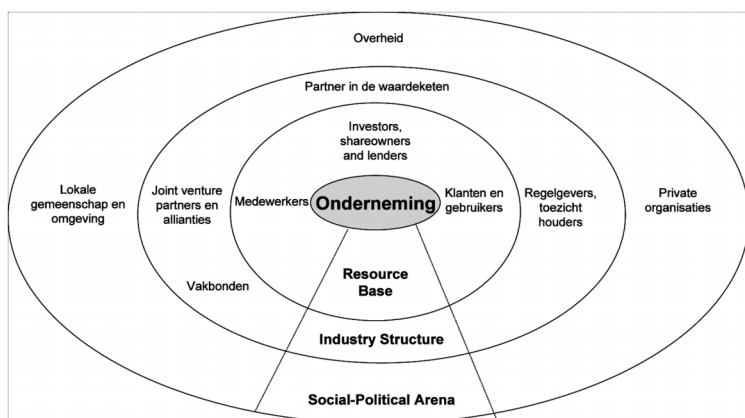 Overheid
Partner in de waardeketen
Investors,
shareowners
and lenders
Lokale
gemeenschap en
omgeving
Joint venture
partners en
allianties
Medewerkers
Onderneming
Klanten en
gebruikers
Regelgevers,
toezicht
houders
Private
organisaties
Vakbonden
Resource
Base
Industry Structure
Social-Political Arena